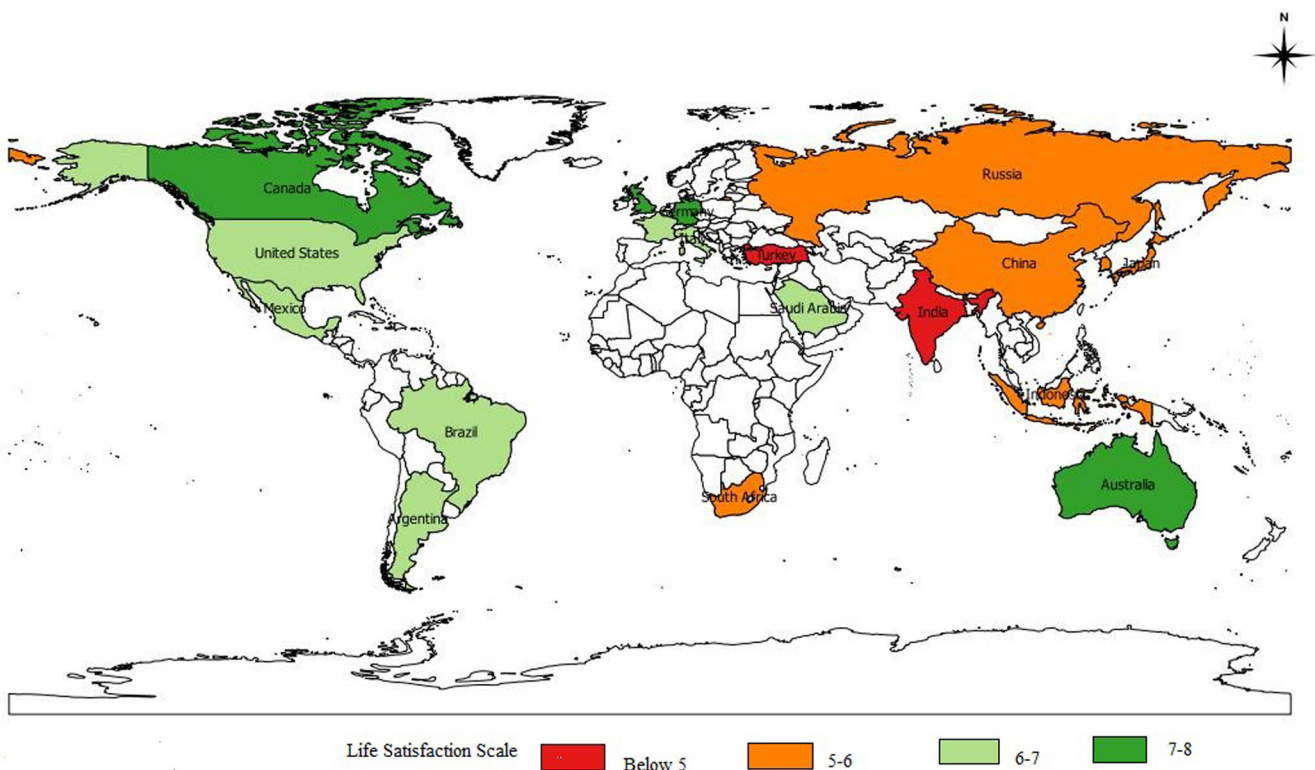 N
Russia
Canada
Germany
Italy
United States
Turkey
China
Japan
Mexico
Saudi Arabia
India
Indonesia
Brazil
Australia
South Africa
Argentina
Life Satisfaction Scale
Below 5
5-6
6-7
7-8